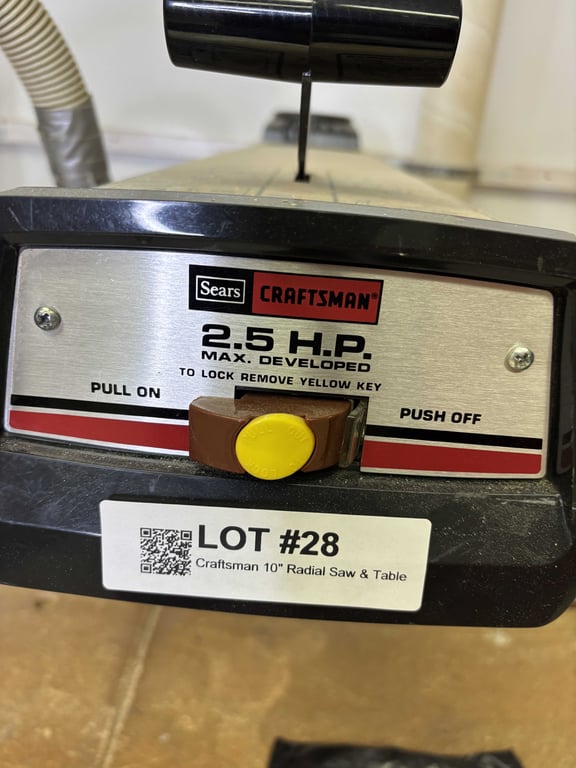 Sears CRAFTSMAN®
2.5 H.P.
MAX. DEVELOPED
TO LOCK REMOVE YELLOW KEY
PULL ON
PUSH OFF
LOT #28
Craftsman 10" Radial Saw & Table